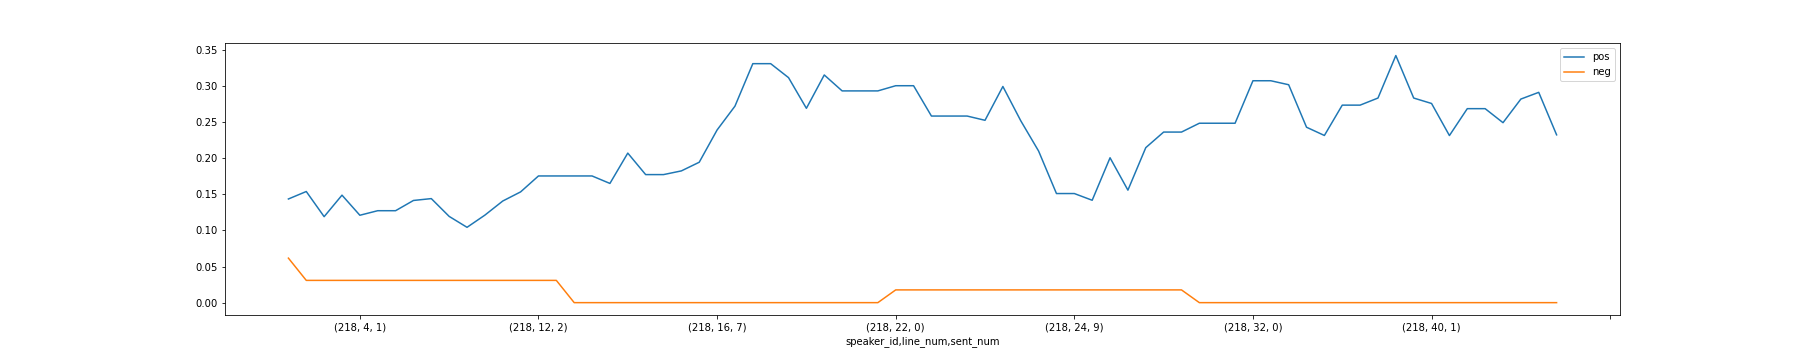 0.35
0.30
0.25
0.20
0.15
0.10
0.05
0.00
pos
neg
(218, 4, 1) (218, 12, 2) (218, 16, 7) (218, 22, 0) (218, 24, 9) (218, 32, 0) (218, 40, 1)
speaker_id,line_num,sent_num